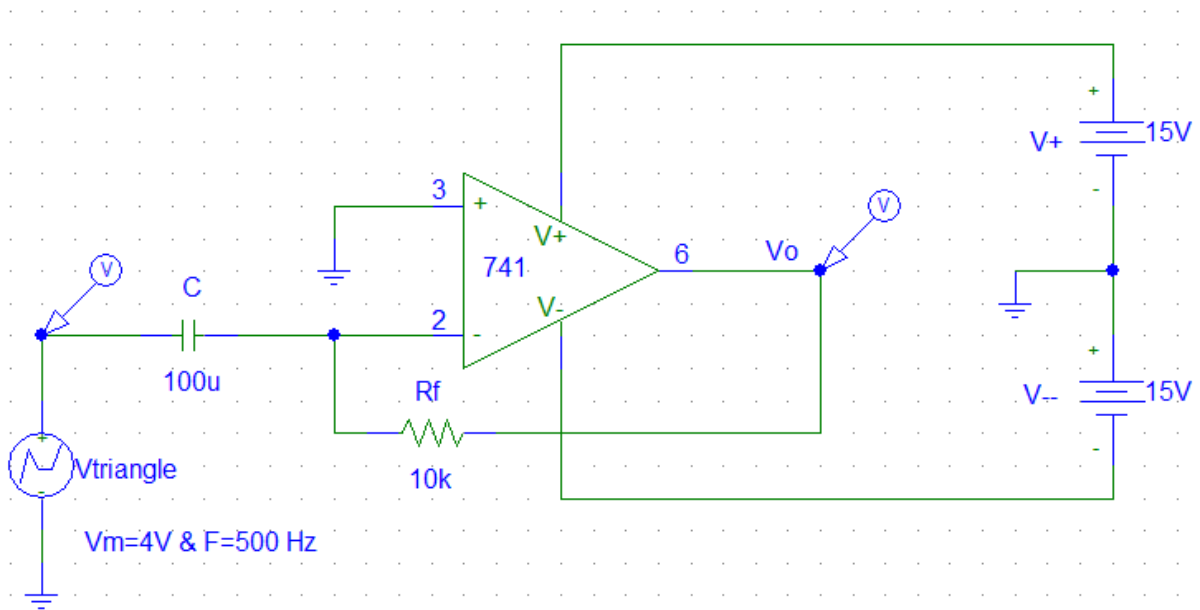 +
V+
15V
-
3
+
V+
V
6
Vo
741
V
C
V-
2
-
100u
+
Rf
V--
15V
+
Vtriangle
-
10k
-
Vm=4V & F=500 Hz